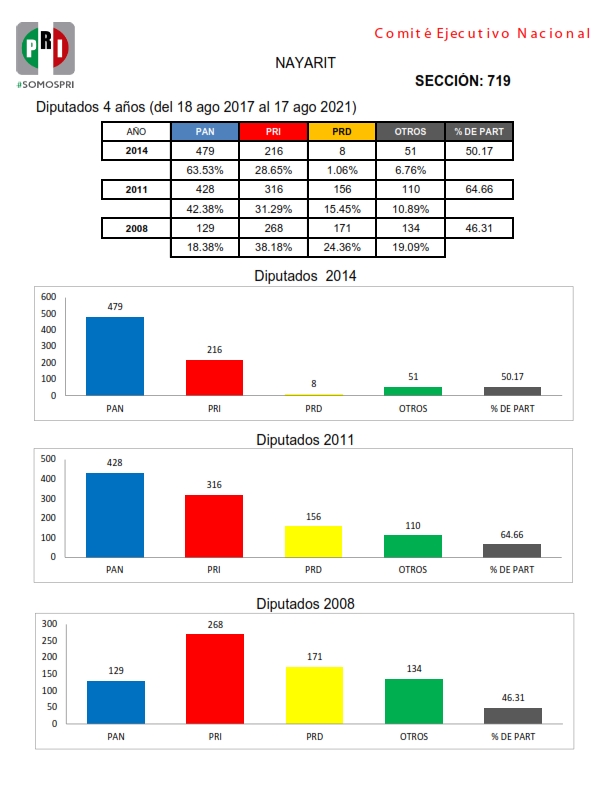 Comité Ejecutivo Nacional
PRI
#SOMOSPRI
NAYARIT
SECCIÓN: 719
Diputados 4 años (del 18 ago 2017 al 17 ago 2021)
AÑO PAN PRI PRD OTROS % DE PART
2014 479 216 8 51 50.17
63.53% 28.65% 1.06% 6.76%
2011 428 316 156 110 64.66
42.38% 31.29% 15.45% 10.89%
2008 129 268 171 134 46.31
18.38% 38.18% 24.36% 19.09%
Diputados 2014
600
500
400
300
200
100
0
479 216 8 51 50.17
PAN PRI PRD OTROS % DE PART
Diputados 2011
500
400
300
200
100
0
428 316 156 110 64.66
PAN PRI PRD OTROS % DE PART
Diputados 2008
300
250
200
150
100
50
0
129 268 171 134 46.31
PAN PRI PRD OTROS % DE PART